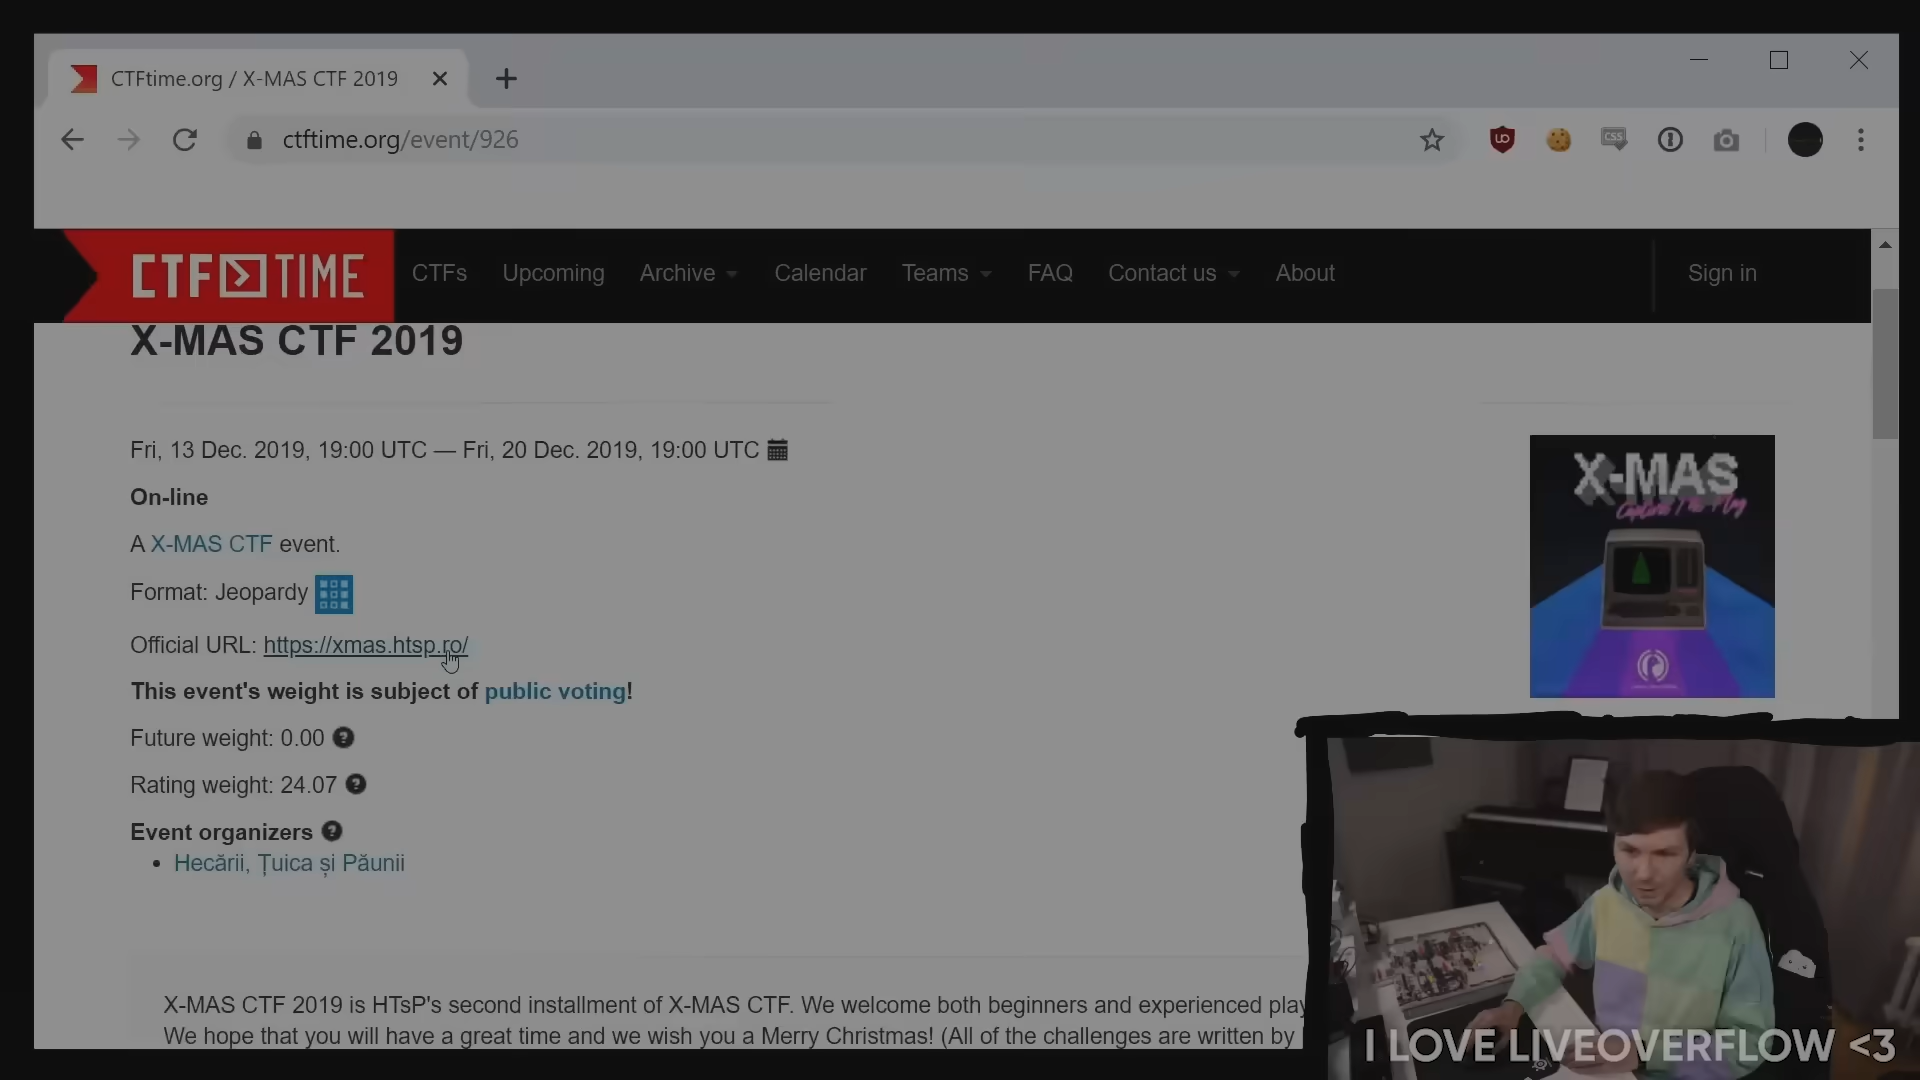 CTFtime.org / X-MAS CTF 2019
ctftime.org/event/926
CSS
CTF TIME
CTFs Upcoming Archive Calendar Teams FAQ Contact us About Sign in
X-MAS CTF 2019
Fri, 13 Dec. 2019, 19:00 UTC — Fri, 20 Dec. 2019, 19:00 UTC
On-line
A X-MAS CTF event.
Format: Jeopardy
Official URL: https://xmas.htsp.ro/
This event's weight is subject of public voting!
Future weight: 0.00
Rating weight: 24.07
Event organizers
• Hecării, Țuica și Păunii
X-MAS
Capture The Flag
X-MAS CTF 2019 is HTsP's second installment of X-MAS CTF. We welcome both beginners and experienced play
We hope that you will have a great time and we wish you a Merry Christmas! (All of the challenges are written by
I LOVE LIVEOVERFLOW <3